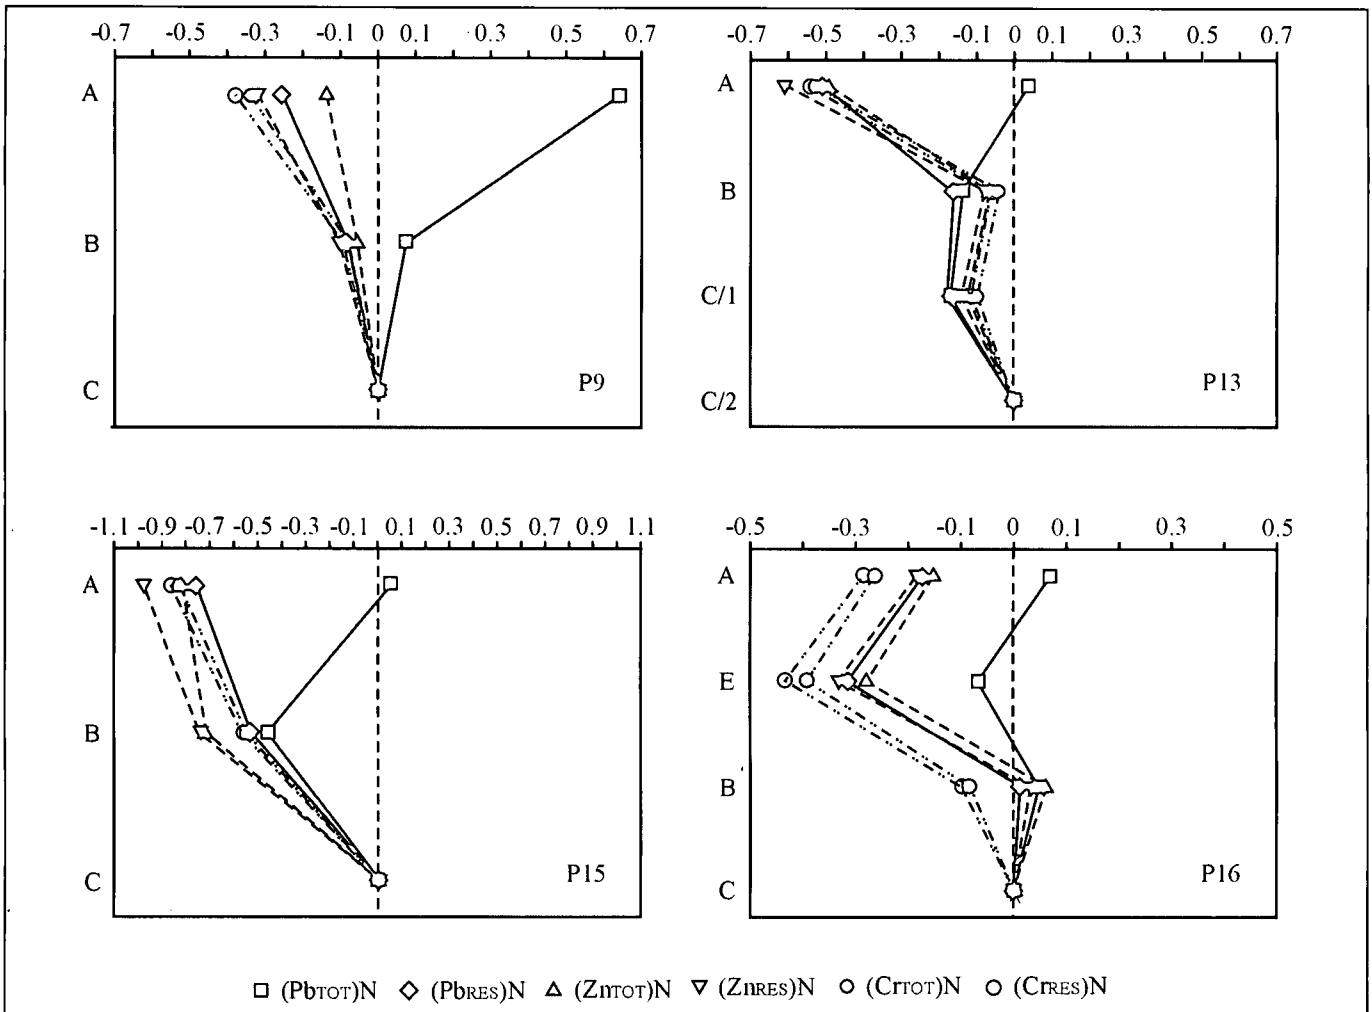 -0.7 -0.5 -0.3 -0.1 0 0.1 0.3 0.5 0.7
A
B
C
P9
-0.7 -0.5 -0.3 -0.1 0 0.1 0.3 0.5 0.7
A
B
C/1
C/2
P13
-1.1 -0.9 -0.7 -0.5 -0.3 -0.1 0.1 0.3 0.5 0.7 0.9 1.1
A
B
C
P15
-0.5 -0.3 -0.1 0 0.1 0.3 0.5
A
E
B
C
P16
(PbTOT)N (PbRES)N (ZnTOT)N (ZnRES)N (CrTOT)N (CrRES)N